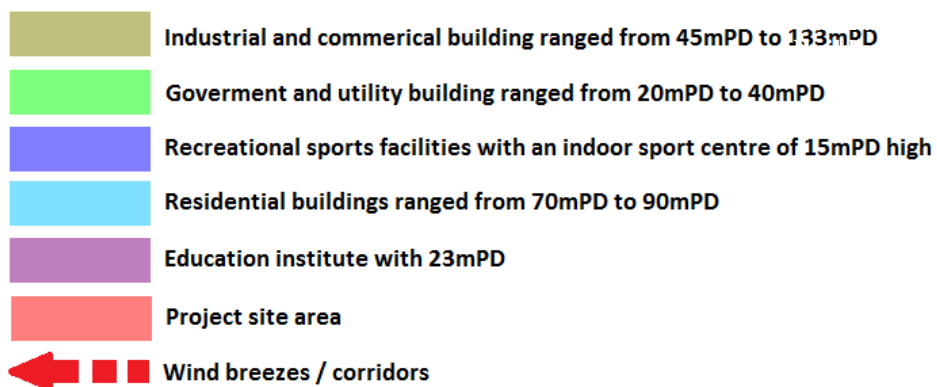 Industrial and commerical building ranged from 45mPD to 133mPD
Goverment and utility building ranged from 20mPD to 40mPD
Recreational sports facilities with an indoor sport centre of 15mPD high
Residential buildings ranged from 70mPD to 90mPD
Education institute with 23mPD
Project site area
Wind breezes / corridors